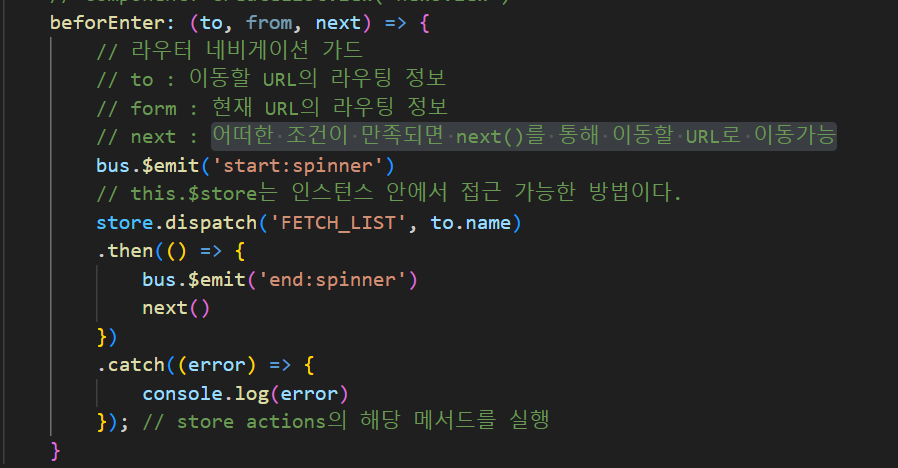 beforEnter: (to, from, next) => {
// 라우터 네비게이션 가드
// to : 이동할 URL의 라우팅 정보
// form : 현재 URL의 라우팅 정보
// next : 어떠한 조건이 만족되면 next()를 통해 이동할 URL로 이동가능
bus.$emit('start:spinner')
// this.$store는 인스턴스 안에서 접근 가능한 방법이다.
store.dispatch('FETCH_LIST', to.name)
.then(() => {
bus.$emit('end:spinner')
next()
})
.catch((error) => {
console.log(error)
}); // store actions의 해당 메서드를 실행
}